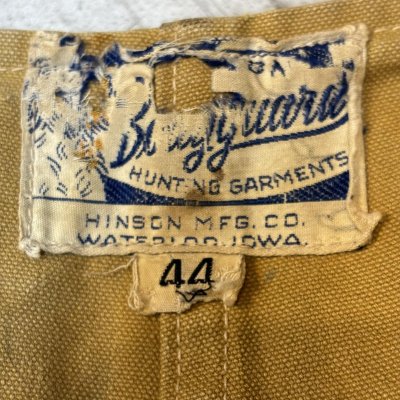 A
Bodyguard
HUNTING GARMENTS
HINSON MFG. CO.
WATERLOO, IOWA.
44